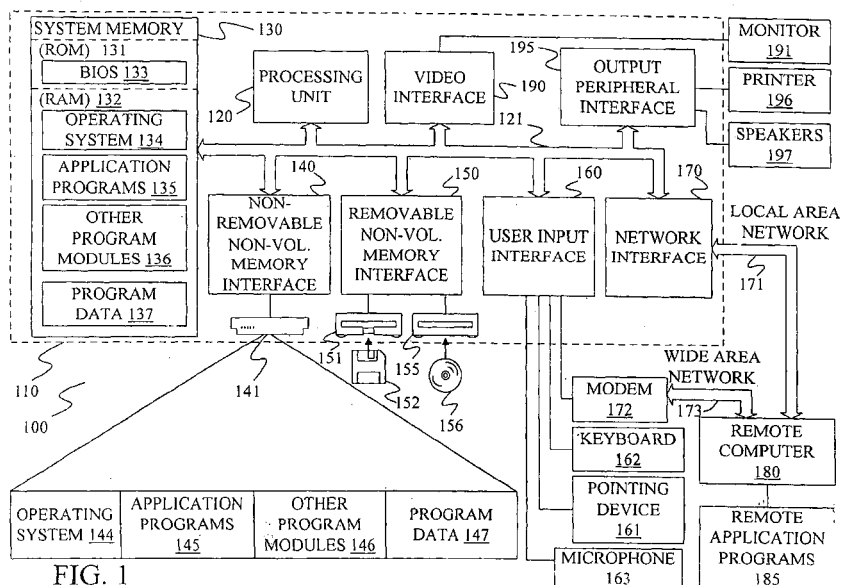 SYSTEM MEMORY
130
(ROM) 131
BIOS 133
(RAM) 132
OPERATING
SYSTEM 134
APPLICATION
PROGRAMS 135
OTHER
PROGRAM
MODULES 136
PROGRAM
DATA 137
120
PROCESSING
UNIT
VIDEO
INTERFACE
190
195
OUTPUT
PERIPHERAL
INTERFACE
121
MONITOR
191
PRINTER
196
SPEAKERS
197
140
NON-
REMOVABLE
NON-VOL.
MEMORY
INTERFACE
150
REMOVABLE
NON-VOL.
MEMORY
INTERFACE
160
USER INPUT
INTERFACE
170
NETWORK
INTERFACE
LOCAL AREA
NETWORK
171
110
100
141
151
152
155
156
WIDE AREA
NETWORK
173
MODEM
172
KEYBOARD
162
POINTING
DEVICE
161
MICROPHONE
163
REMOTE
COMPUTER
180
REMOTE
APPLICATION
PROGRAMS
185
OPERATING
SYSTEM 144
APPLICATION
PROGRAMS
145
OTHER
PROGRAM
MODULES 146
PROGRAM
DATA 147
FIG. 1